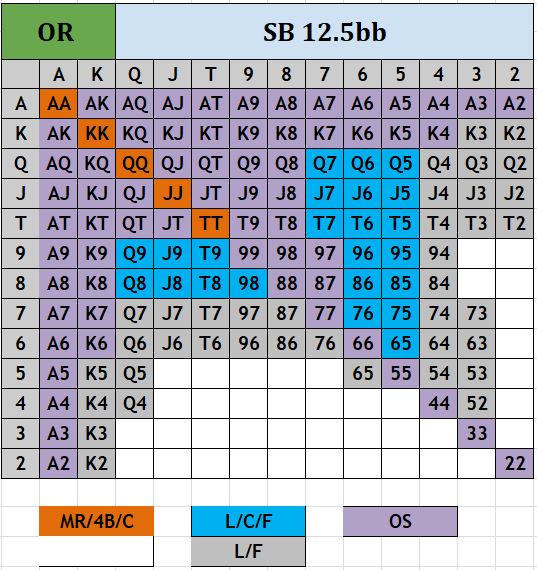 OR SB 12.5bb
A K Q J T 9 8 7 6 5 4 3 2
A AA AK AQ AJ AT A9 A8 A7 A6 A5 A4 A3 A2
K AK KK KQ KJ KT K9 K8 K7 K6 K5 K4 K3 K2
Q AQ KQ QQ QJ QT Q9 Q8 Q7 Q6 Q5 Q4 Q3 Q2
J AJ KJ QJ JJ JT J9 J8 J7 J6 J5 J4 J3 J2
T AT KT QT JT TT T9 T8 T7 T6 T5 T4 T3 T2
9 A9 K9 Q9 J9 T9 99 98 97 96 95 94
8 A8 K8 Q8 J8 T8 98 88 87 86 85 84
7 A7 K7 Q7 J7 T7 97 87 77 76 75 74 73
6 A6 K6 Q6 J6 T6 96 86 76 66 65 64 63
5 A5 K5 Q5 65 55 54 53
4 A4 K4 Q4 44 52
3 A3 K3 33
2 A2 K2 22
MR/4B/C L/C/F OS
L/F